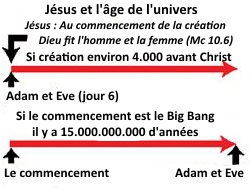 Jésus et l'âge de l'univers
Jésus : Au commencement de la création
Dieu fit l'homme et la femme (Mc 10.6)
Si création environ 4.000 avant Christ
Adam et Eve (jour 6)
Si le commencement est le Big Bang
il y a 15.000.000.000 d'années
Le commencement Adam et Eve